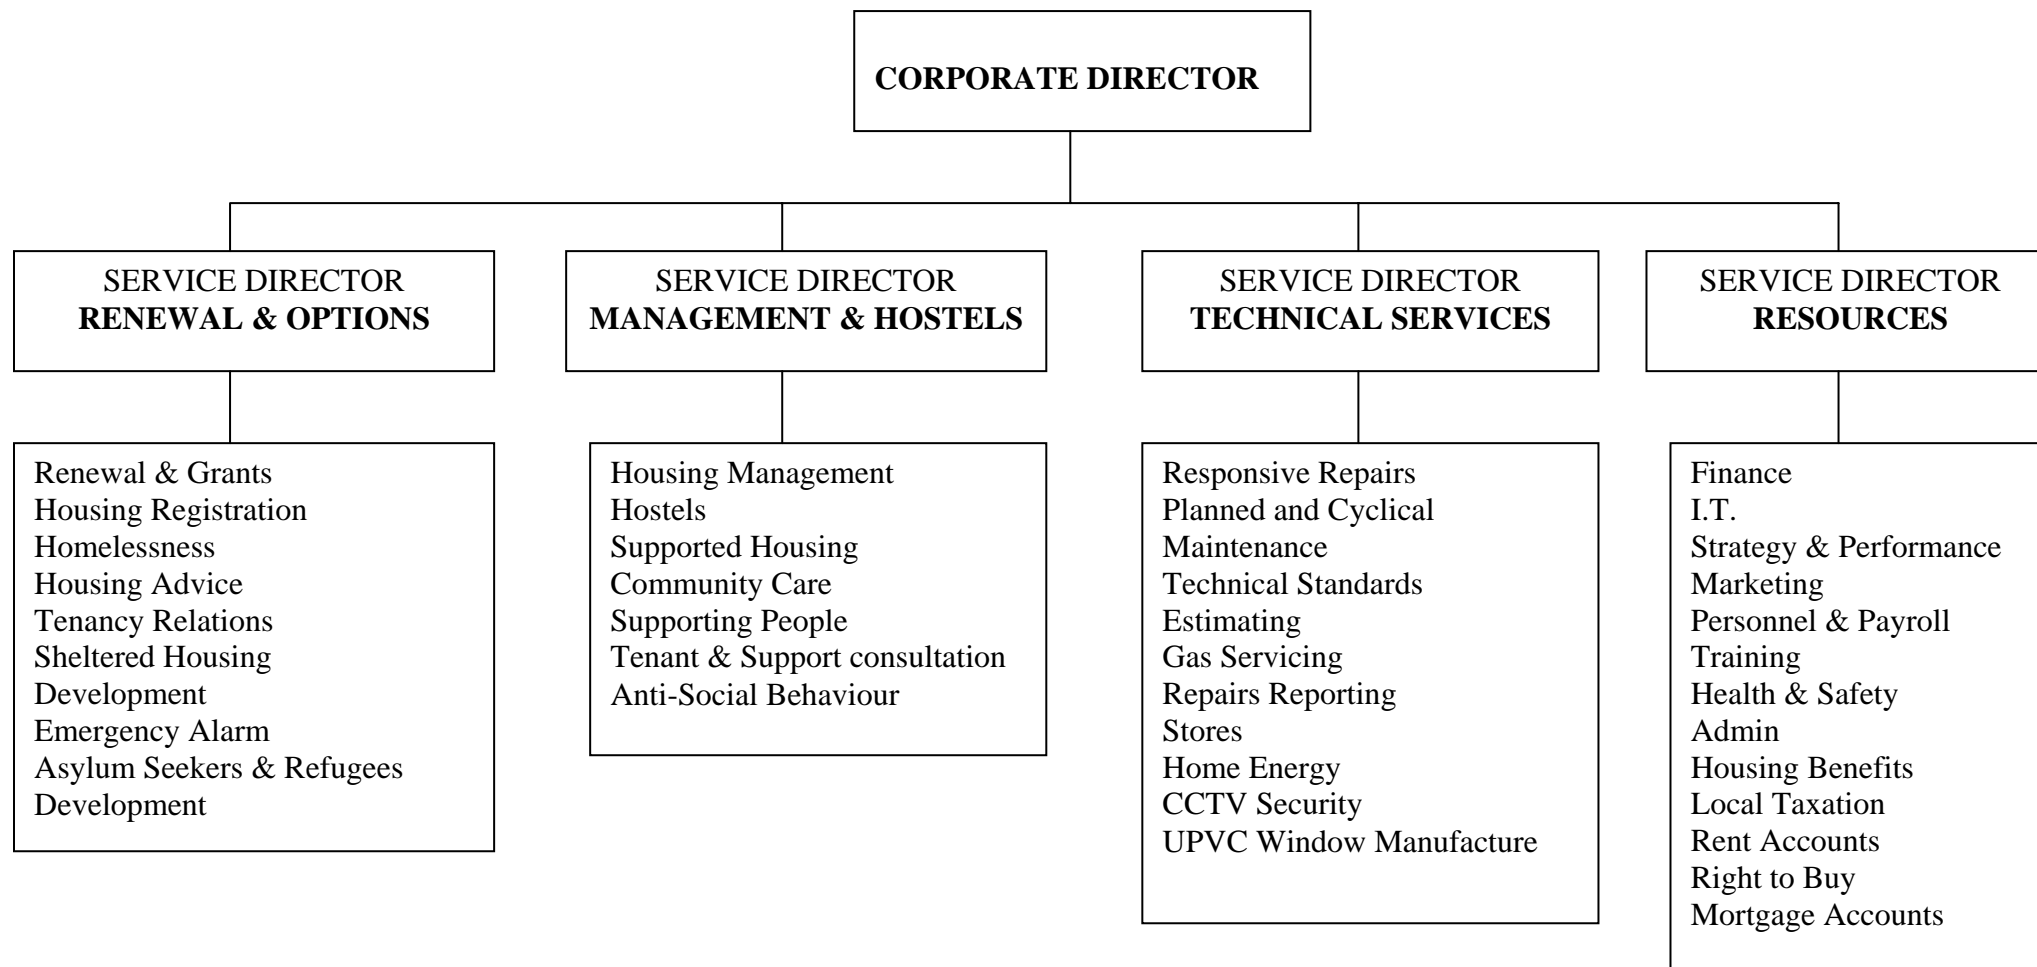 CORPORATE DIRECTOR
SERVICE DIRECTOR
RENEWAL & OPTIONS
SERVICE DIRECTOR
MANAGEMENT & HOSTELS
SERVICE DIRECTOR
TECHNICAL SERVICES
SERVICE DIRECTOR
RESOURCES
Renewal & Grants
Housing Registration
Homelessness
Housing Advice
Tenancy Relations
Sheltered Housing
Development
Emergency Alarm
Asylum Seekers & Refugees
Development
Housing Management
Hostels
Supported Housing
Community Care
Supporting People
Tenant & Support consultation
Anti-Social Behaviour
Responsive Repairs
Planned and Cyclical
Maintenance
Technical Standards
Estimating
Gas Servicing
Repairs Reporting
Stores
Home Energy
CCTV Security
UPVC Window Manufacture
Finance
I.T.
Strategy & Performance
Marketing
Personnel & Payroll
Training
Health & Safety
Admin
Housing Benefits
Local Taxation
Rent Accounts
Right to Buy
Mortgage Accounts